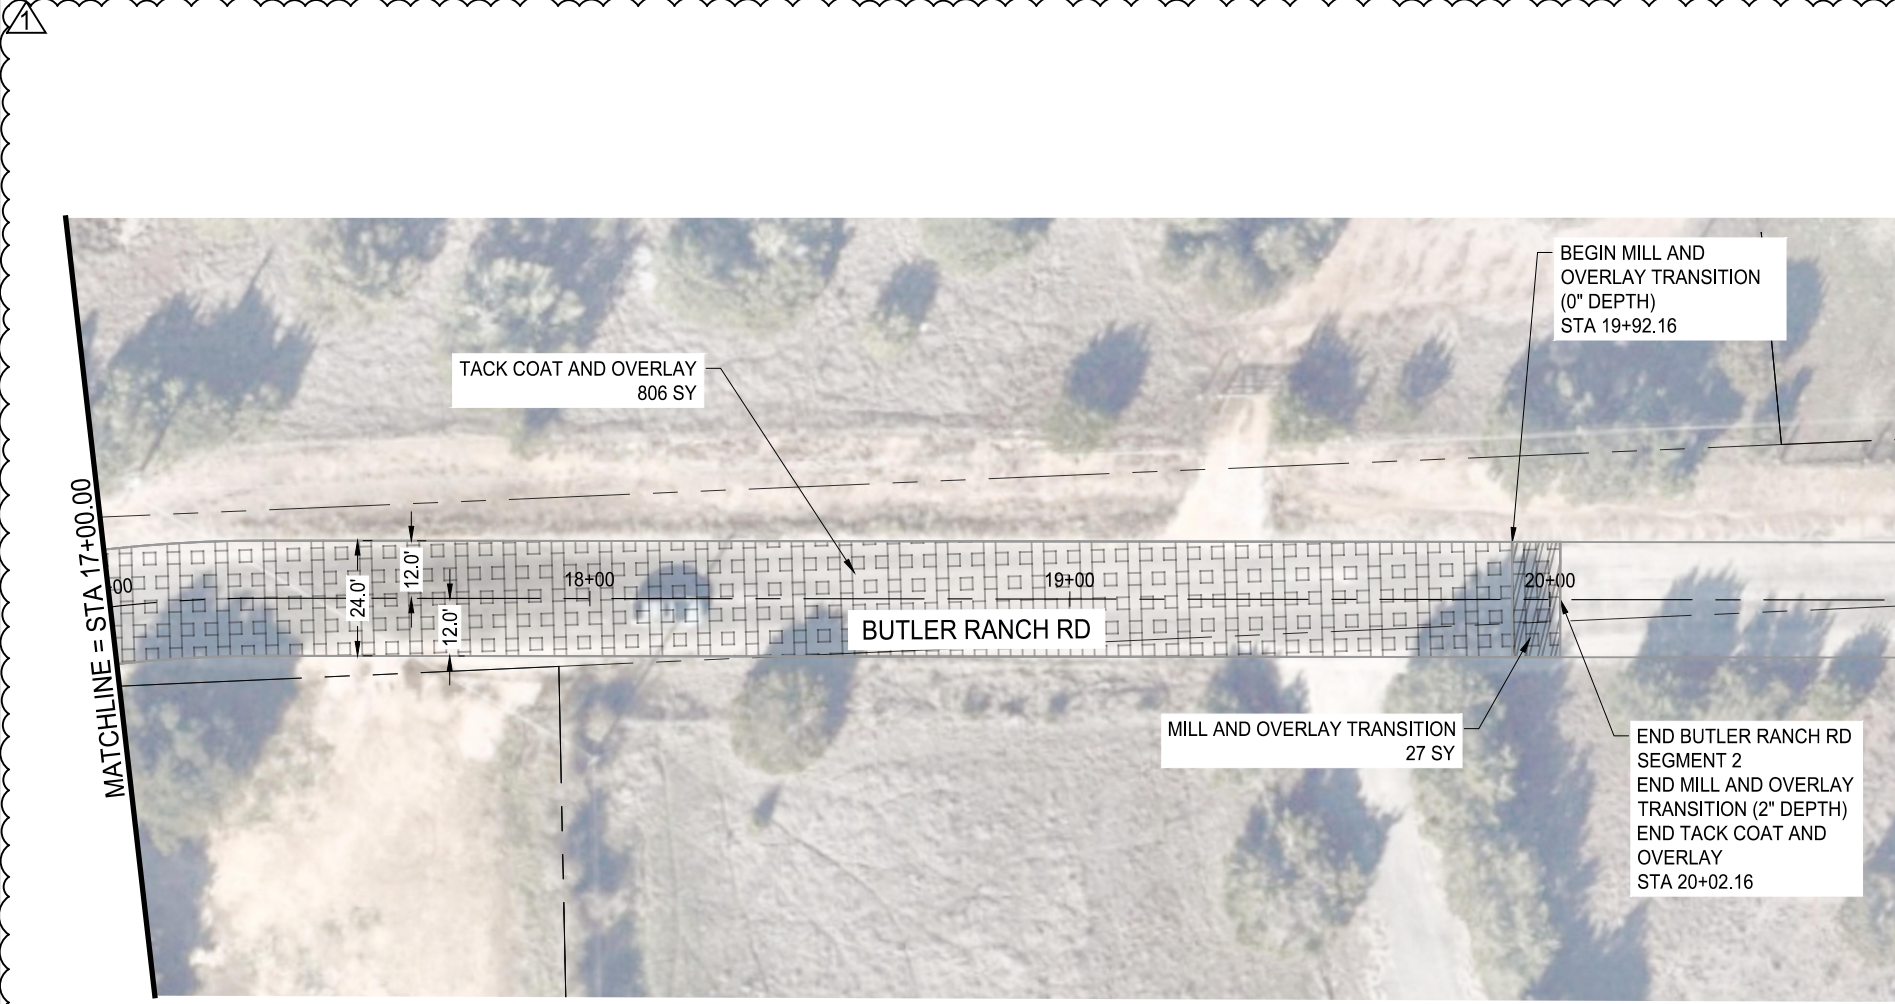 1
BEGIN MILL AND
OVERLAY TRANSITION
(0" DEPTH)
STA 19+92.16
TACK COAT AND OVERLAY
806 SY
MATCHLINE = STA 17+00.00
00
24.0'
12.0'
12.0'
18+00
19+00
20+00
BUTLER RANCH RD
MILL AND OVERLAY TRANSITION
27 SY
END BUTLER RANCH RD
SEGMENT 2
END MILL AND OVERLAY
TRANSITION (2" DEPTH)
END TACK COAT AND
OVERLAY
STA 20+02.16